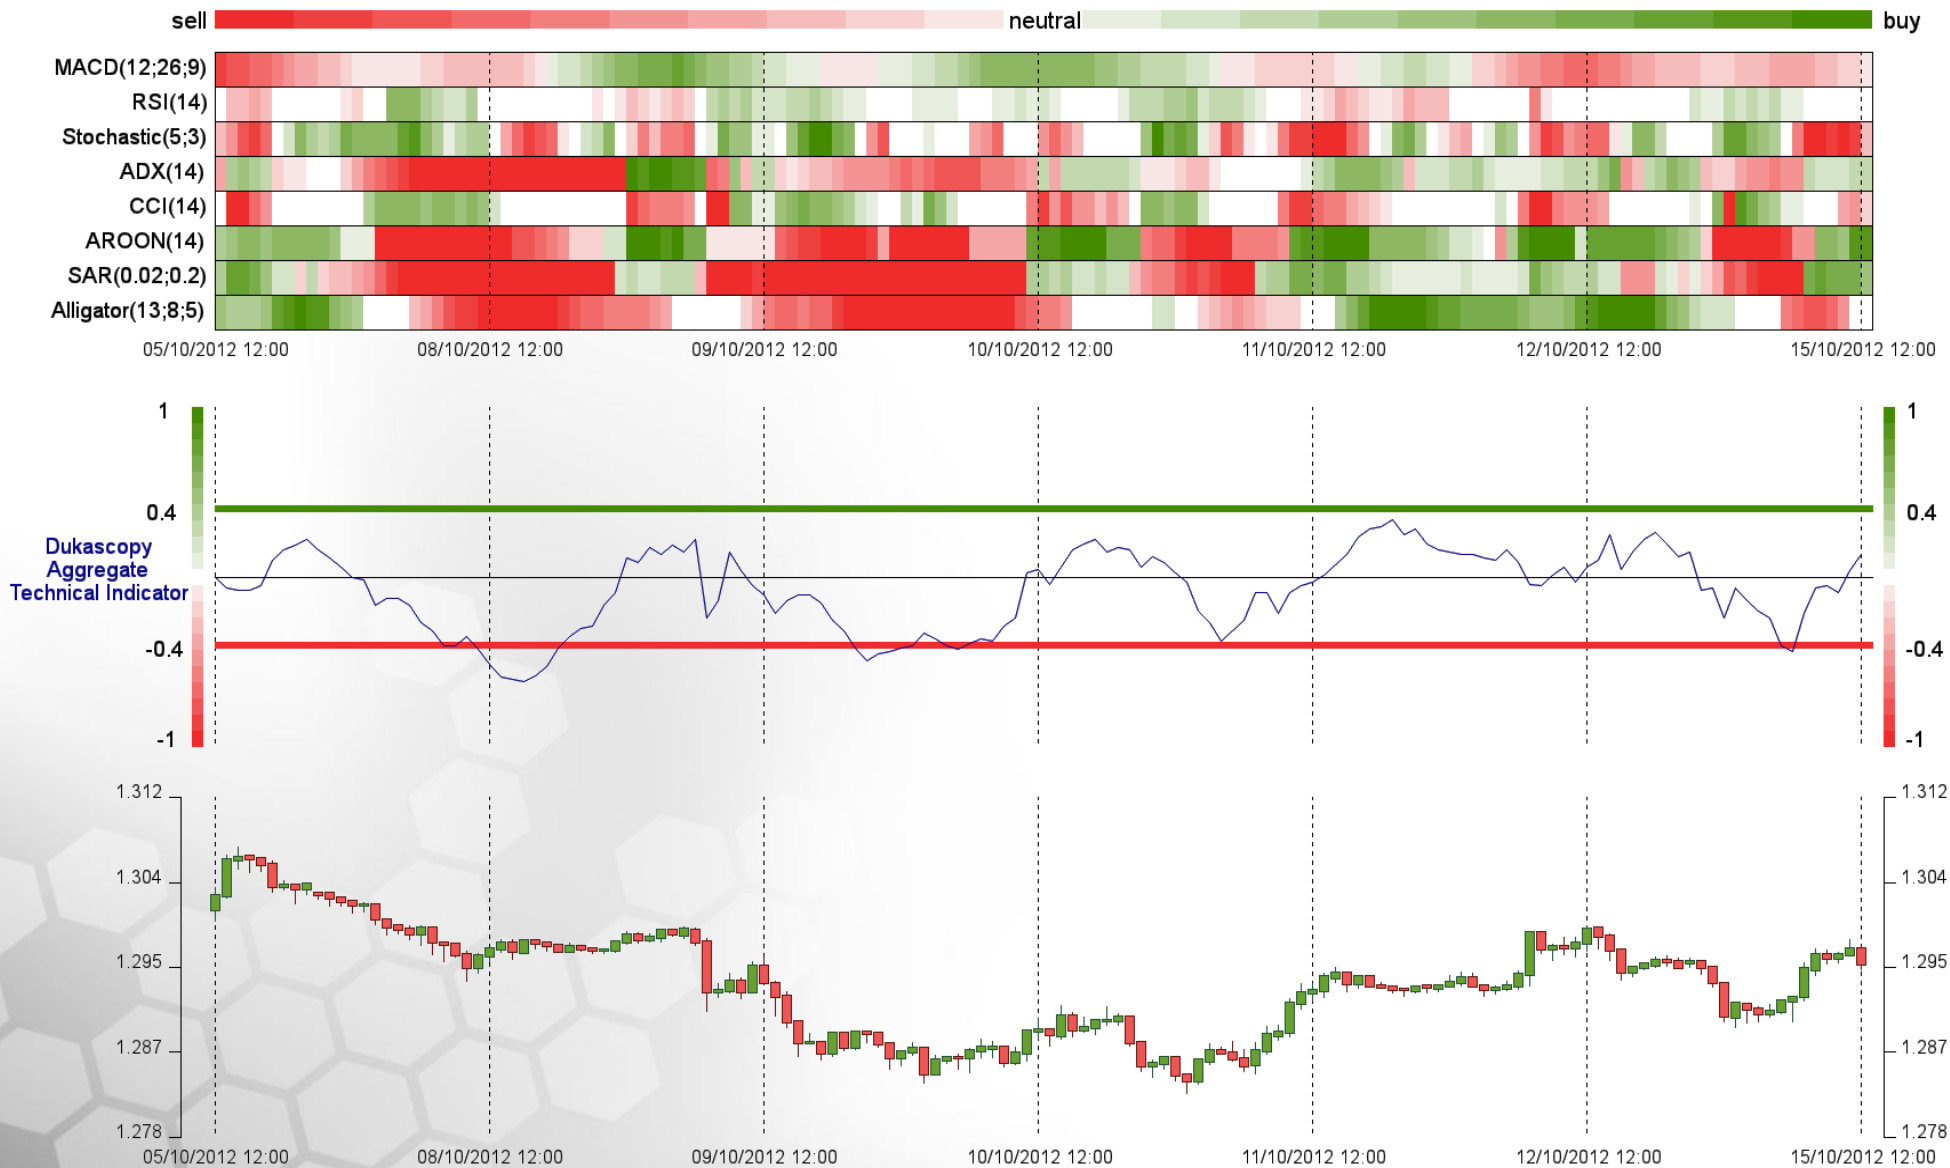 sell neutral buy
MACD(12;26;9)
RSI(14)
Stochastic(5;3)
ADX(14)
CCI(14)
AROON(14)
SAR(0.02;0.2)
Alligator(13;8;5)
05/10/2012 12:00 08/10/2012 12:00 09/10/2012 12:00 10/10/2012 12:00 11/10/2012 12:00 12/10/2012 12:00 15/10/2012 12:00
1 1
0.4 0.4
Dukascopy
Aggregate
Technical Indicator
-0.4 -0.4
-1 -1
1.312 1.312
1.304 1.304
1.295 1.295
1.287 1.287
1.278 1.278
05/10/2012 12:00 08/10/2012 12:00 09/10/2012 12:00 10/10/2012 12:00 11/10/2012 12:00 12/10/2012 12:00 15/10/2012 12:00